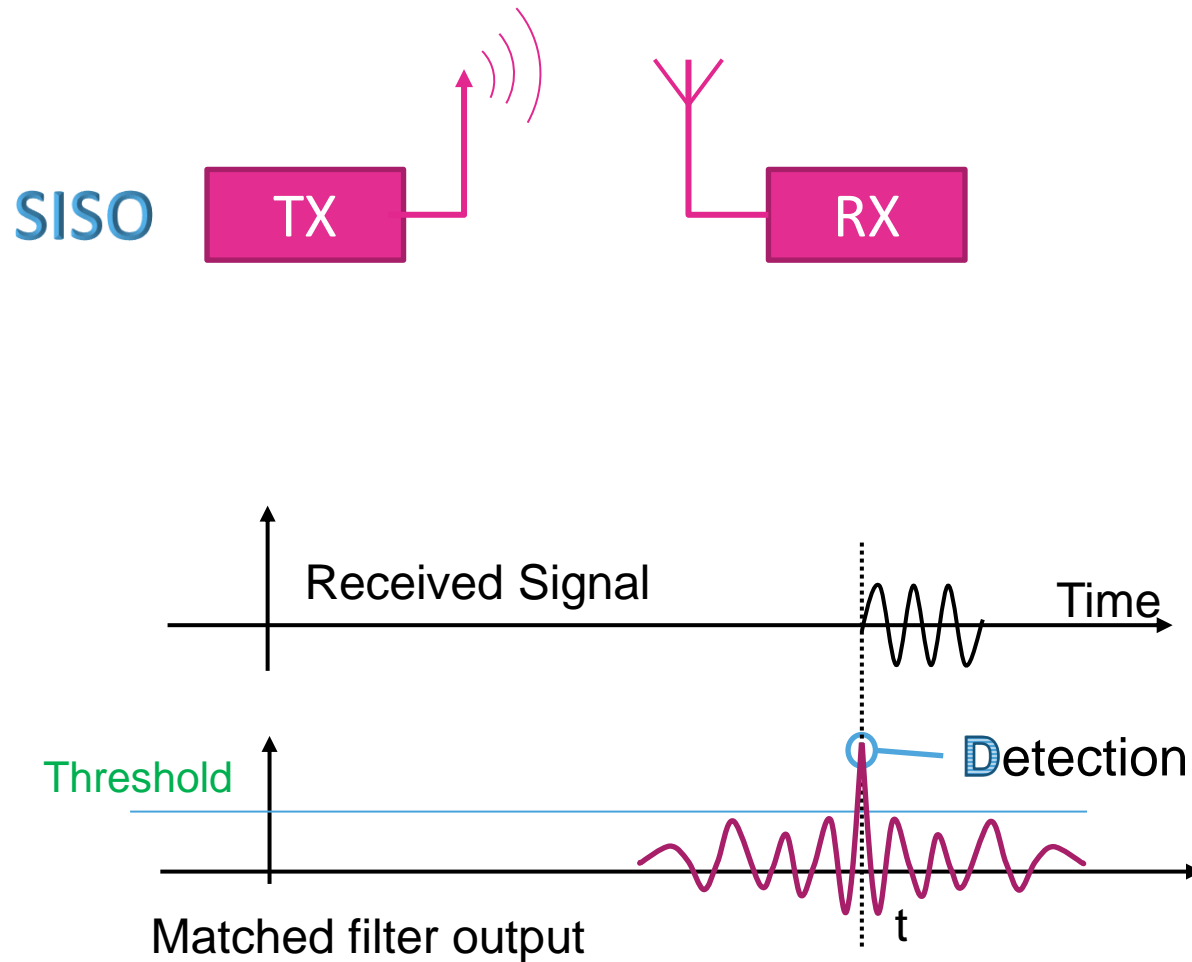 SISO
TX
RX
Received Signal
Time
Threshold
Detection
t
Matched filter output